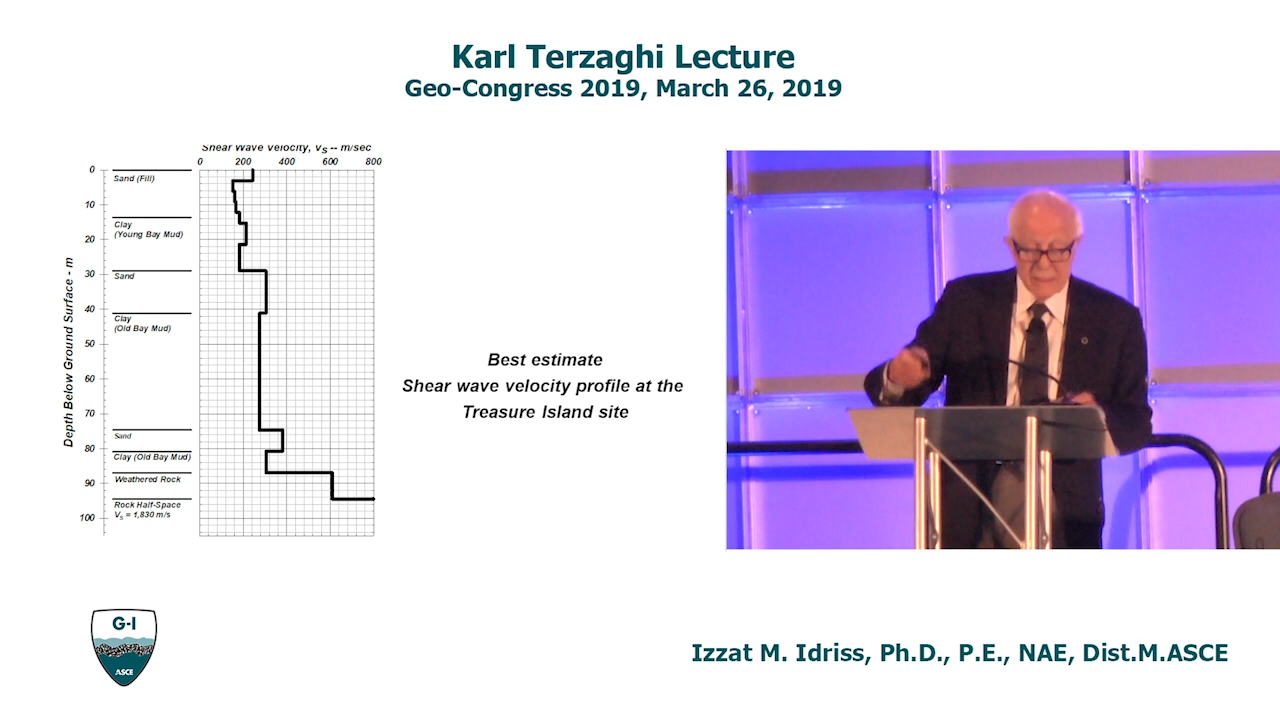 Karl Terzaghi Lecture
Geo-Congress 2019, March 26, 2019
Shear Wave Velocity, VS -- m/sec
0 200 400 600 800
Depth Below Ground Surface - m
0
10
20
30
40
50
60
70
80
90
100
Sand (Fill)
Clay
(Young Bay Mud)
Sand
Clay
(Old Bay Mud)
Sand
Clay (Old Bay Mud)
Weathered Rock
Rock Half-Space
VS = 1,830 m/s
Best estimate
Shear wave velocity profile at the
Treasure Island site
G-I
ASCE
Izzat M. Idriss, Ph.D., P.E., NAE, Dist.M.ASCE